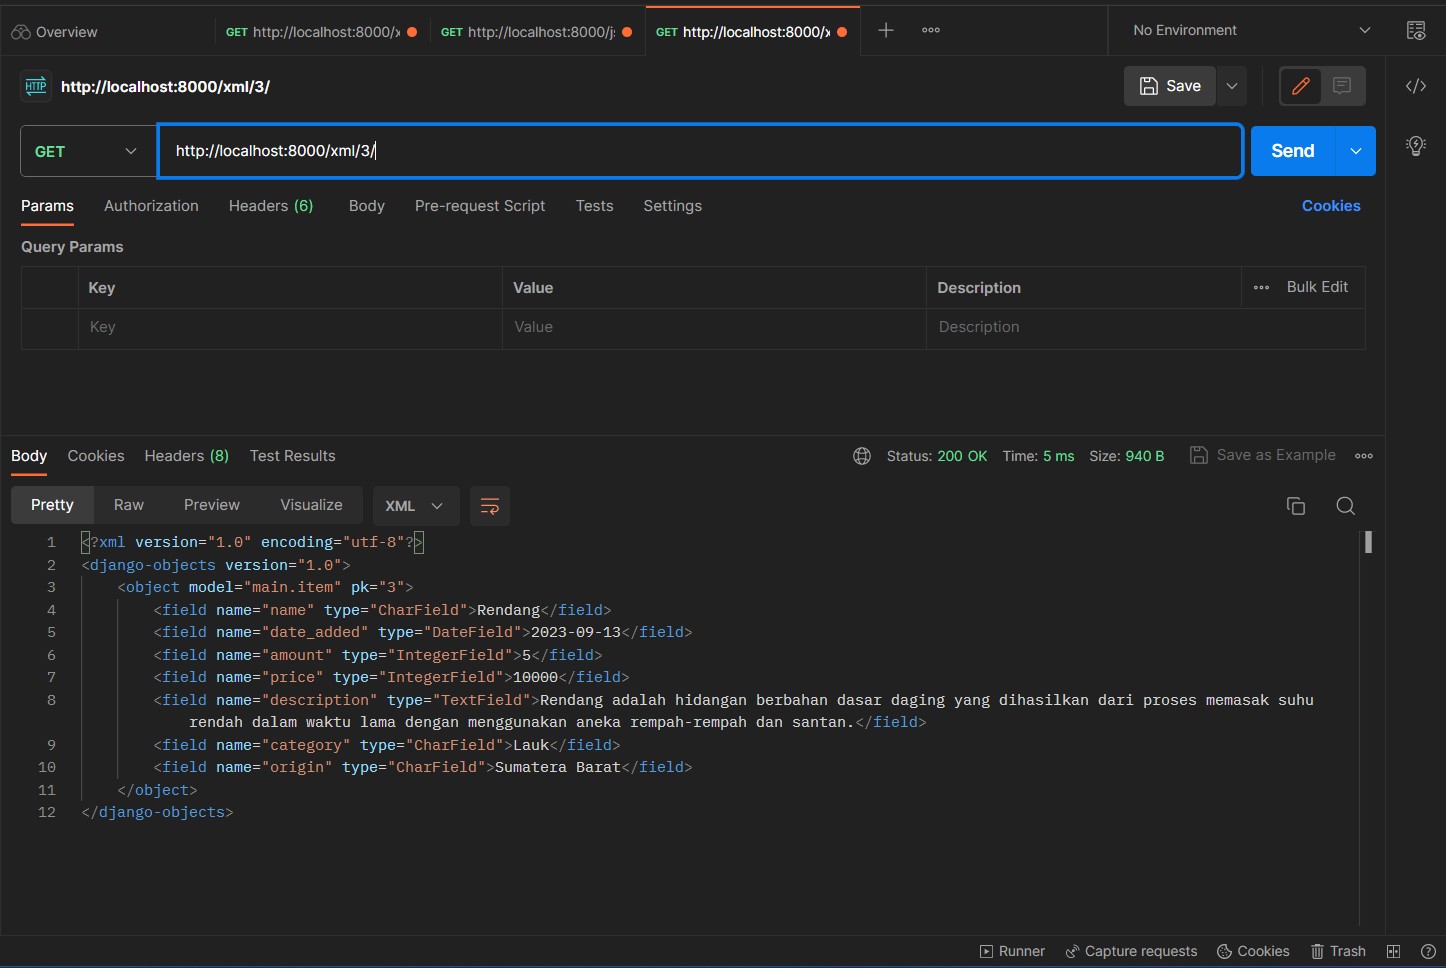 Overview
GET http://localhost:8000/x
GET http://localhost:8000/j
GET http://localhost:8000/x
No Environment
HTTP http://localhost:8000/xml/3/
Save
GET http://localhost:8000/xml/3/
Send
Params Authorization Headers (6) Body Pre-request Script Tests Settings Cookies
Query Params
Key Value Description Bulk Edit
Key Value Description
Body Cookies Headers (8) Test Results Status: 200 OK Time: 5 ms Size: 940 B Save as Example
Pretty Raw Preview Visualize XML
1 <?xml version="1.0" encoding="utf-8"?>
2 <django-objects version="1.0">
3 <object model="main.item" pk="3">
4 <field name="name" type="CharField">Rendang</field>
5 <field name="date_added" type="DateField">2023-09-13</field>
6 <field name="amount" type="IntegerField">5</field>
7 <field name="price" type="IntegerField">10000</field>
8 <field name="description" type="TextField">Rendang adalah hidangan berbahan dasar daging yang dihasilkan dari proses memasak suhu
rendah dalam waktu lama dengan menggunakan aneka rempah-rempah dan santan.</field>
9 <field name="category" type="CharField">Lauk</field>
10 <field name="origin" type="CharField">Sumatera Barat</field>
11 </object>
12 </django-objects>
Runner Capture requests Cookies Trash